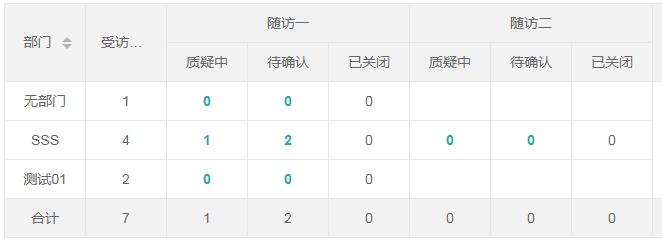 部门 受访... 随访一 随访二
质疑中 待确认 已关闭 质疑中 待确认 已关闭
无部门 1 0 0 0
SSS 4 1 2 0 0 0 0
测试01 2 0 0 0
合计 7 1 2 0 0 0 0